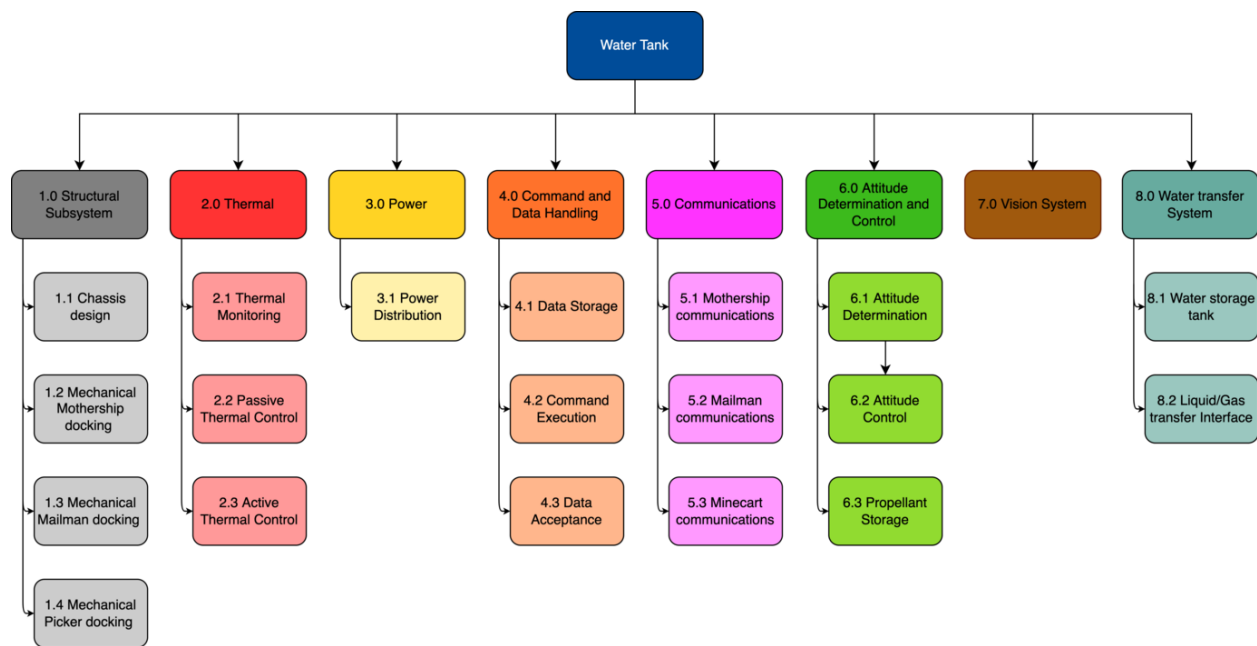 Water Tank
1.0 Structural
Subsystem
2.0 Thermal
3.0 Power
4.0 Command and
Data Handling
5.0 Communications
6.0 Attitude
Determination and
Control
7.0 Vision System
8.0 Water transfer
System
1.1 Chassis
design
2.1 Thermal
Monitoring
3.1 Power
Distribution
4.1 Data Storage
5.1 Mothership
communications
6.1 Attitude
Determination
8.1 Water storage
tank
1.2 Mechanical
Mothership
docking
2.2 Passive
Thermal Control
4.2 Command
Execution
5.2 Mailman
communications
6.2 Attitude
Control
8.2 Liquid/Gas
transfer Interface
1.3 Mechanical
Mailman docking
2.3 Active
Thermal Control
4.3 Data
Acceptance
5.3 Minecart
communications
6.3 Propellant
Storage
1.4 Mechanical
Picker docking